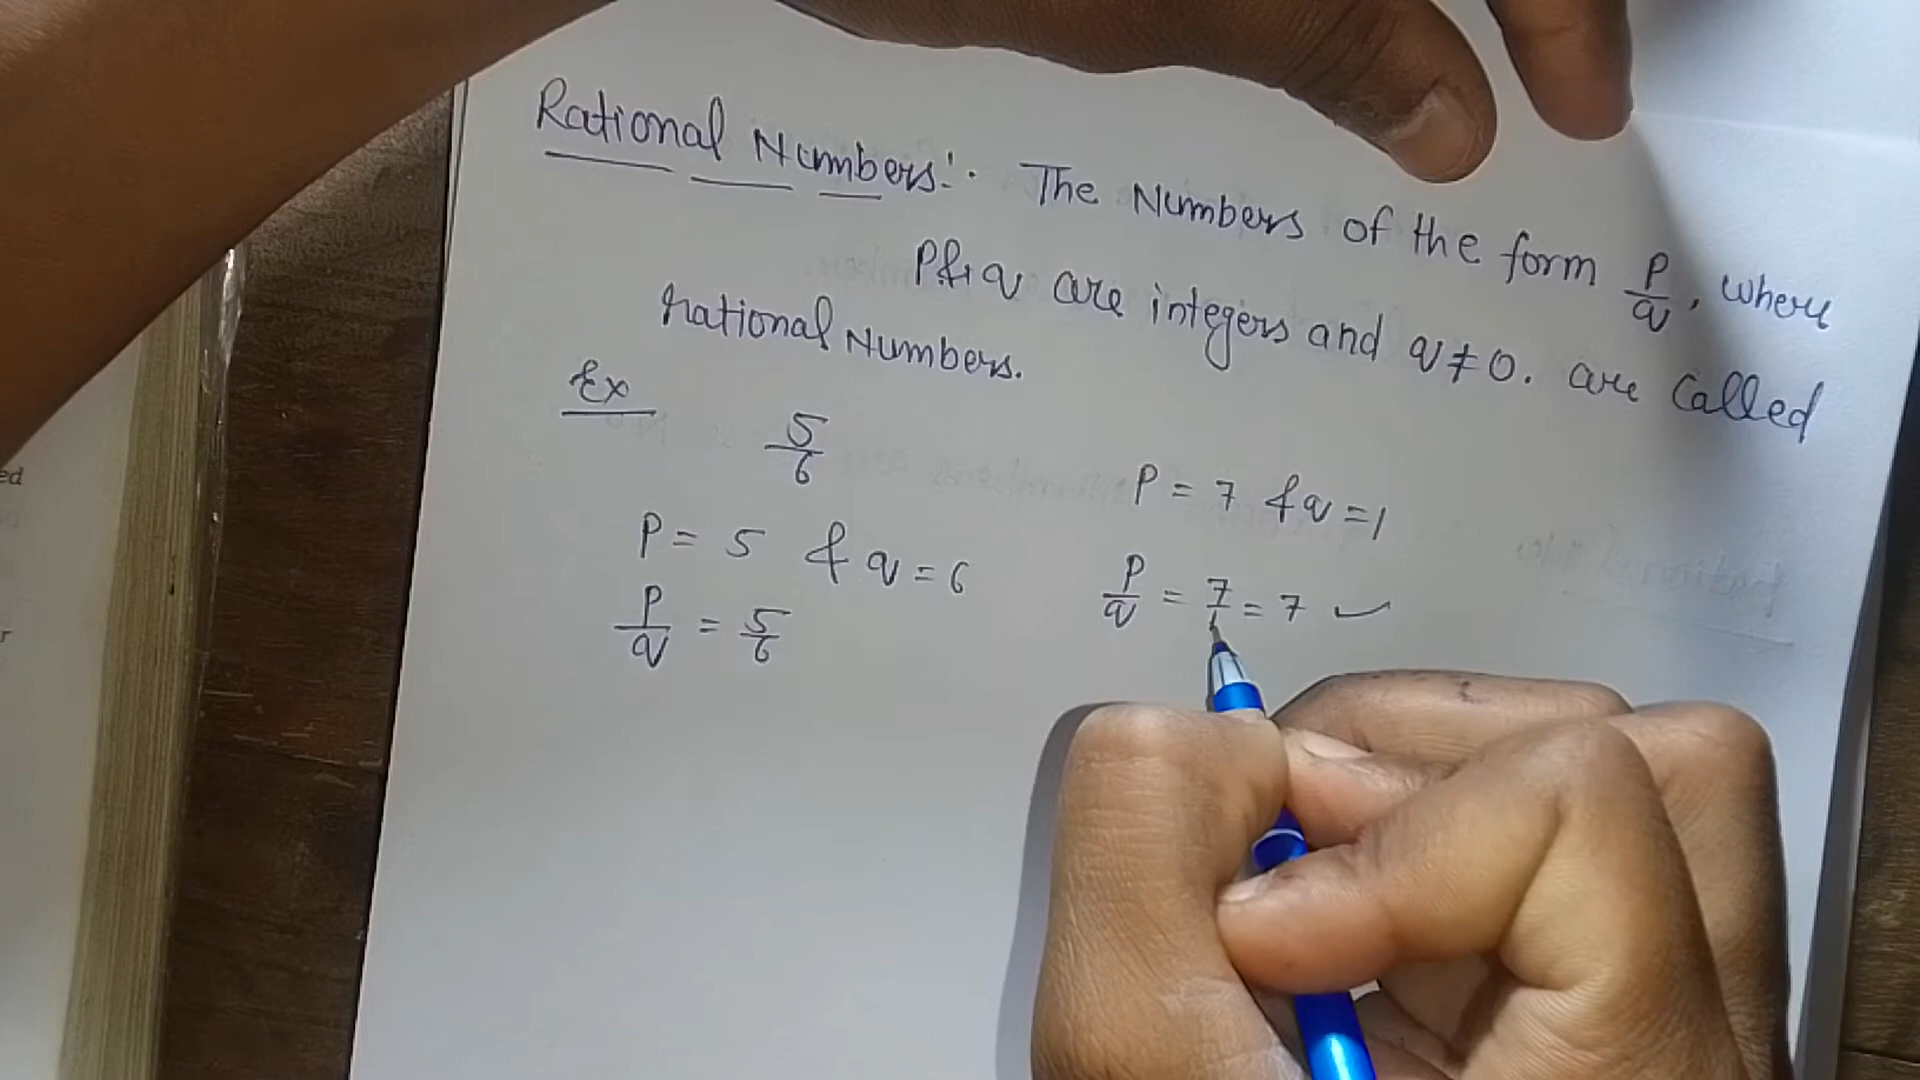 Rational Numbers:. The Numbers of the form P/q, where
P & q are integers and q ≠ 0. are called
rational Numbers.
Ex
5/6
P = 5 & q = 6
P/q = 5/6
P = 7 & q = 1
P/q = 7/1 = 7 ✓
ed
r